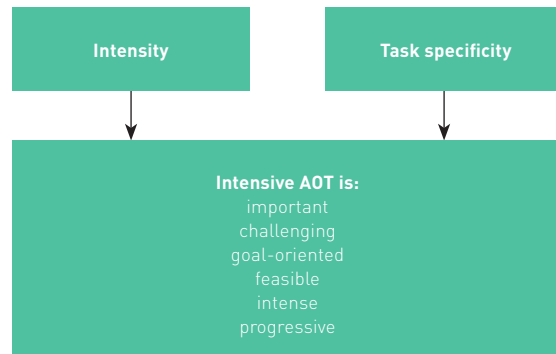 Intensity
Task specificity
Intensive AOT is:
important
challenging
goal-oriented
feasible
intense
progressive